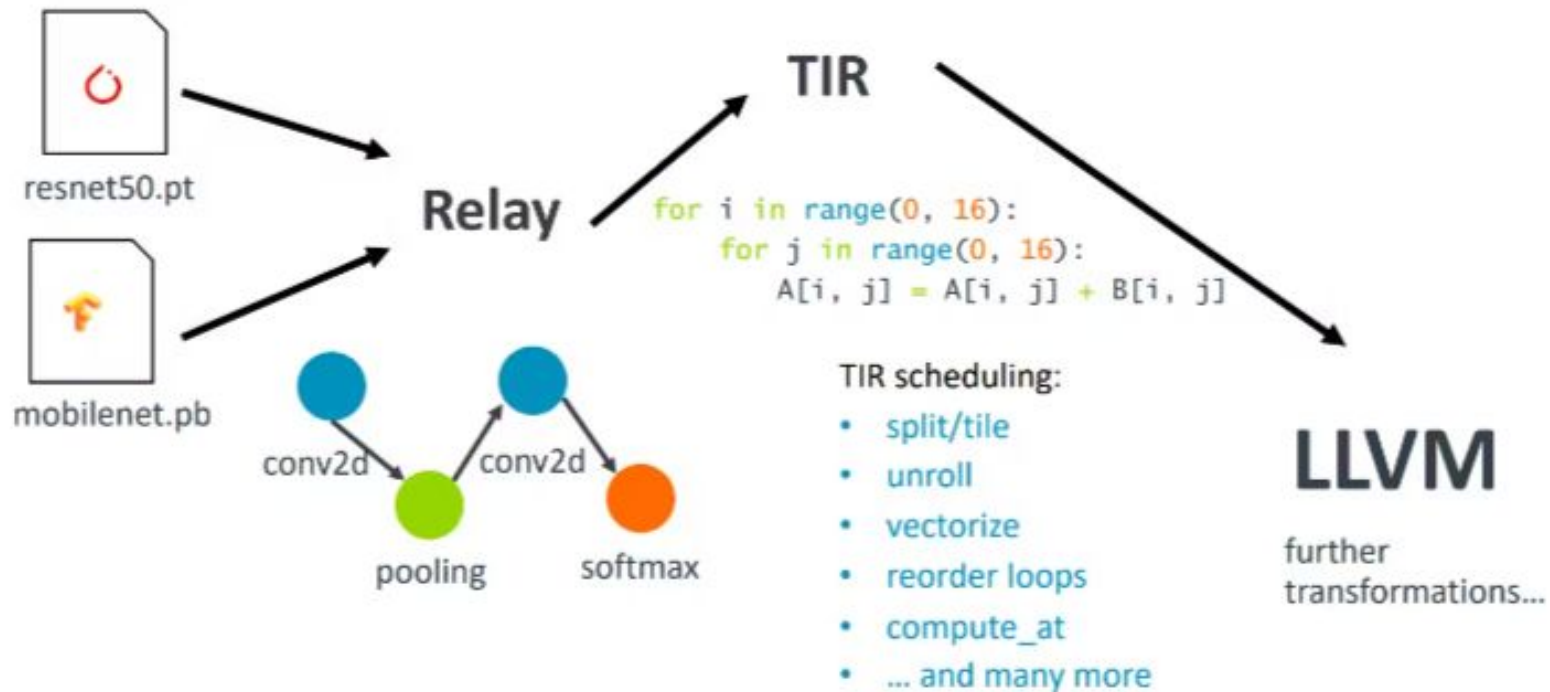 resnet50.pt
mobilenet.pb
Relay
conv2d
pooling
conv2d
softmax
TIR
for i in range(0, 16):
for j in range(0, 16):
A[i, j] = A[i, j] + B[i, j]
TIR scheduling:
• split/tile
• unroll
• vectorize
• reorder loops
• compute_at
• ... and many more
LLVM
further
transformations...